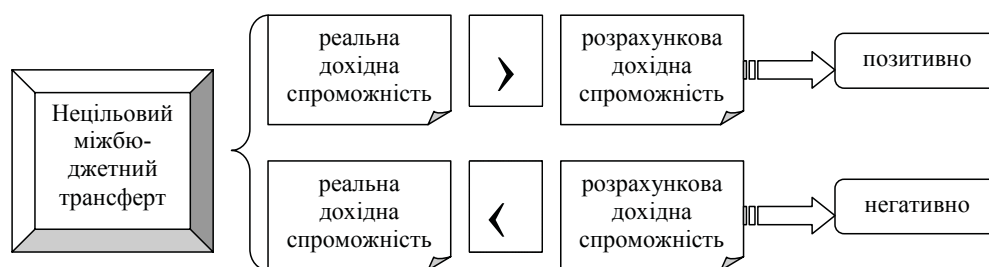 Нецільовий
міжбю-
джетний
трансферт
реальна
дохідна
спроможність
›
розрахункова
дохідна
спроможність
позитивно
реальна
дохідна
спроможність
‹
розрахункова
дохідна
спроможність
негативно